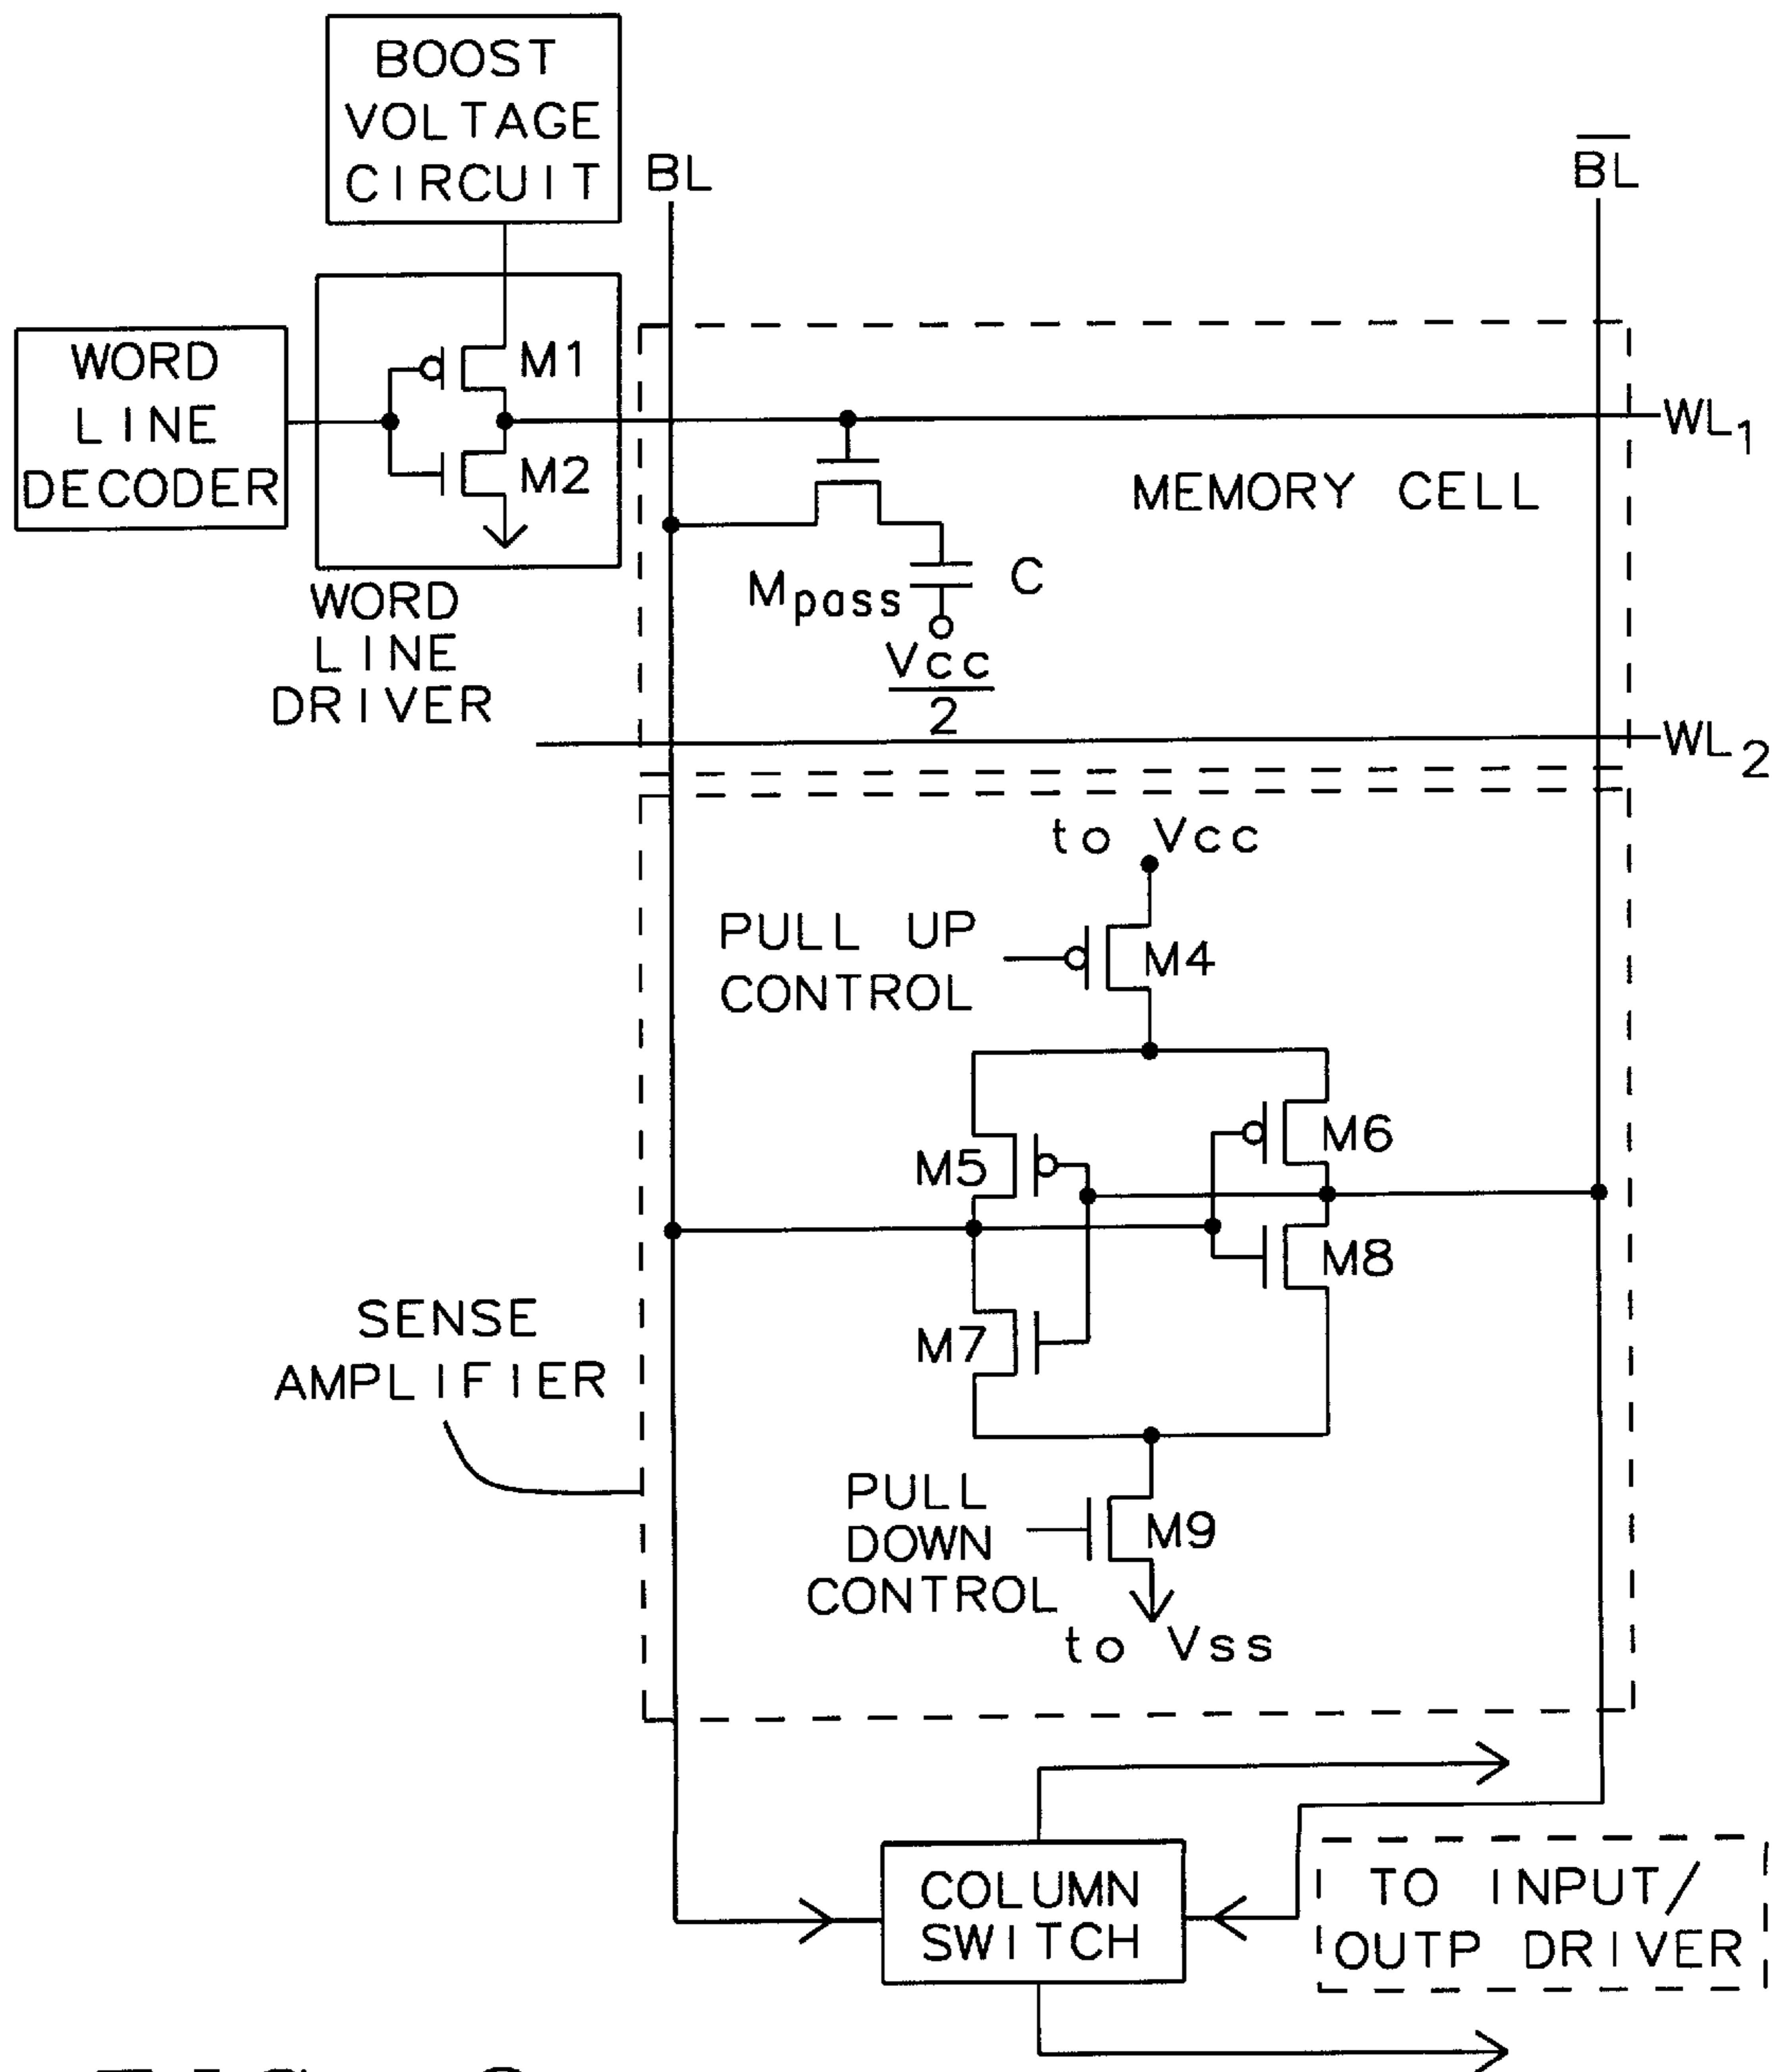 BOOST
VOLTAGE
CIRCUIT
BL
B̅L̅
WORD
LINE
DECODER
M1
M2
WORD
LINE
DRIVER
WL1
MEMORY CELL
Mpass
C
Vcc
2
WL2
to Vcc
PULL UP
CONTROL
M4
M5
M6
M7
M8
SENSE
AMPLIFIER
PULL
DOWN
CONTROL
M9
to Vss
COLUMN
SWITCH
TO INPUT/
OUTP DRIVER